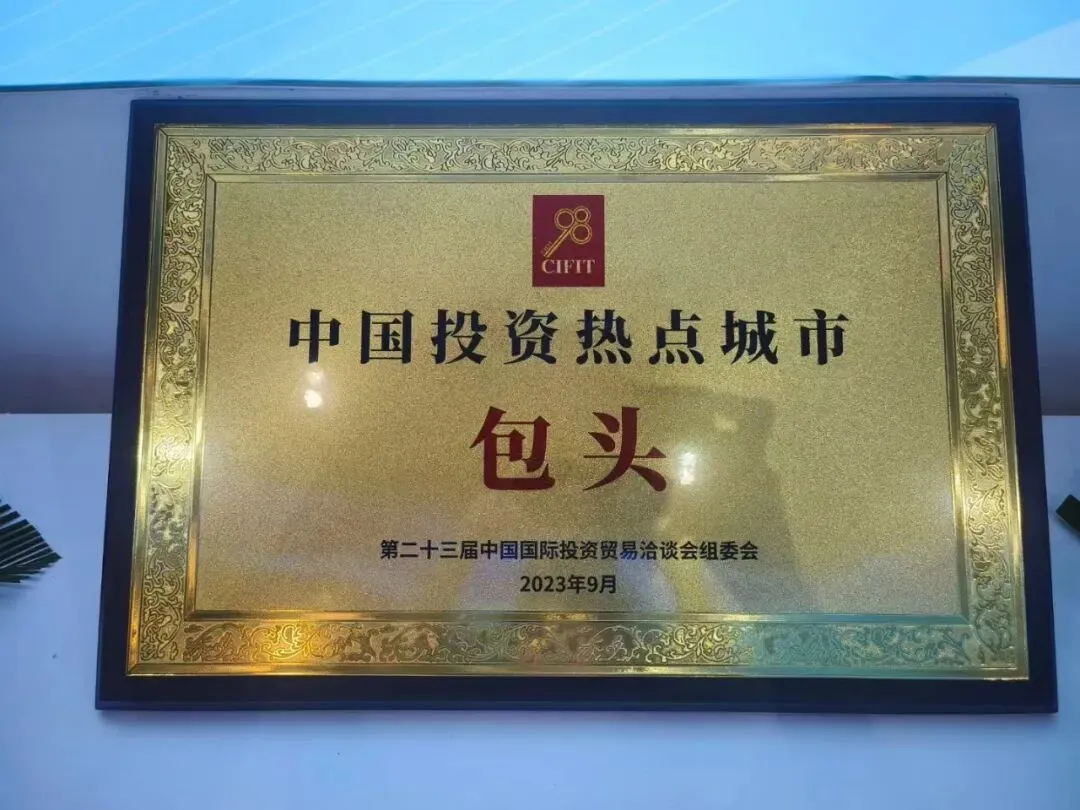 98
CIFIT
中国投资热点城市
包头
第二十三届中国国际投资贸易洽谈会组委会
2023年9月